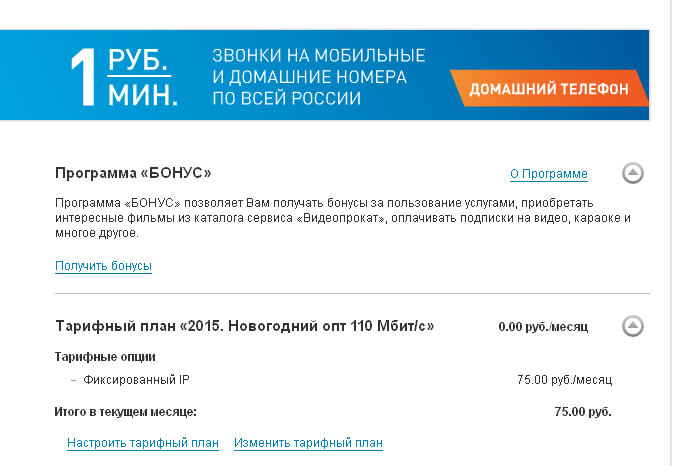 1 РУБ.
МИН.
ЗВОНКИ НА МОБИЛЬНЫЕ
И ДОМАШНИЕ НОМЕРА
ПО ВСЕЙ РОССИИ
ДОМАШНИЙ ТЕЛЕФОН
Программа «БОНУС» О Программе
Программа «БОНУС» позволяет Вам получать бонусы за пользование услугами, приобретать
интересные фильмы из каталога сервиса «Видеопрокат», оплачивать подписки на видео, караоке и
многое другое.
Получить бонусы
Тарифный план «2015. Новогодний опт 110 Мбит/с» 0.00 руб./месяц
Тарифные опции
– Фиксированный IP 75.00 руб./месяц
Итого в текущем месяце: 75.00 руб.
Настроить тарифный план Изменить тарифный план